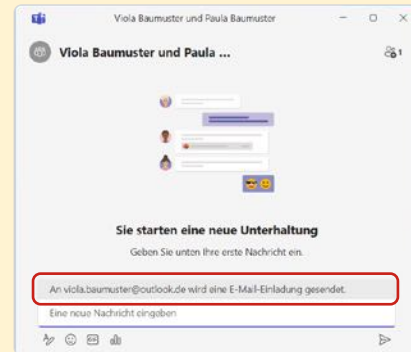 Viola Baumuster und Paula Baumuster
Viola Baumuster und Paula ...
1
Sie starten eine neue Unterhaltung
Geben Sie unten Ihre erste Nachricht ein.
An viola.baumuster@outlook.de wird eine E-Mail-Einladung gesendet.
Eine neue Nachricht eingeben